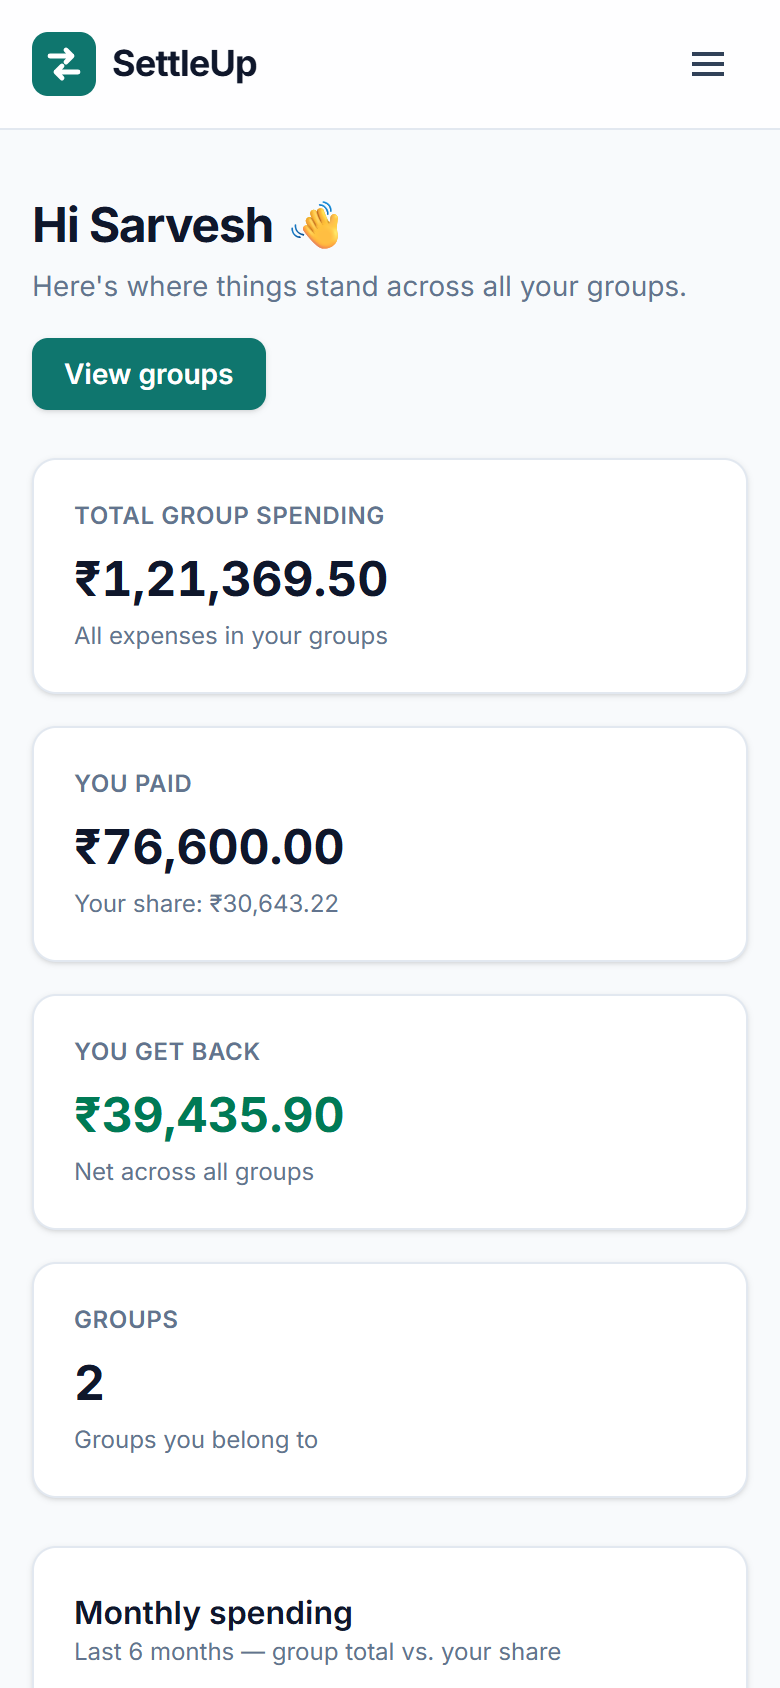 SettleUp
Hi Sarvesh 👋
Here's where things stand across all your groups.
View groups
TOTAL GROUP SPENDING
₹1,21,369.50
All expenses in your groups
YOU PAID
₹76,600.00
Your share: ₹30,643.22
YOU GET BACK
₹39,435.90
Net across all groups
GROUPS
2
Groups you belong to
Monthly spending
Last 6 months — group total vs. your share